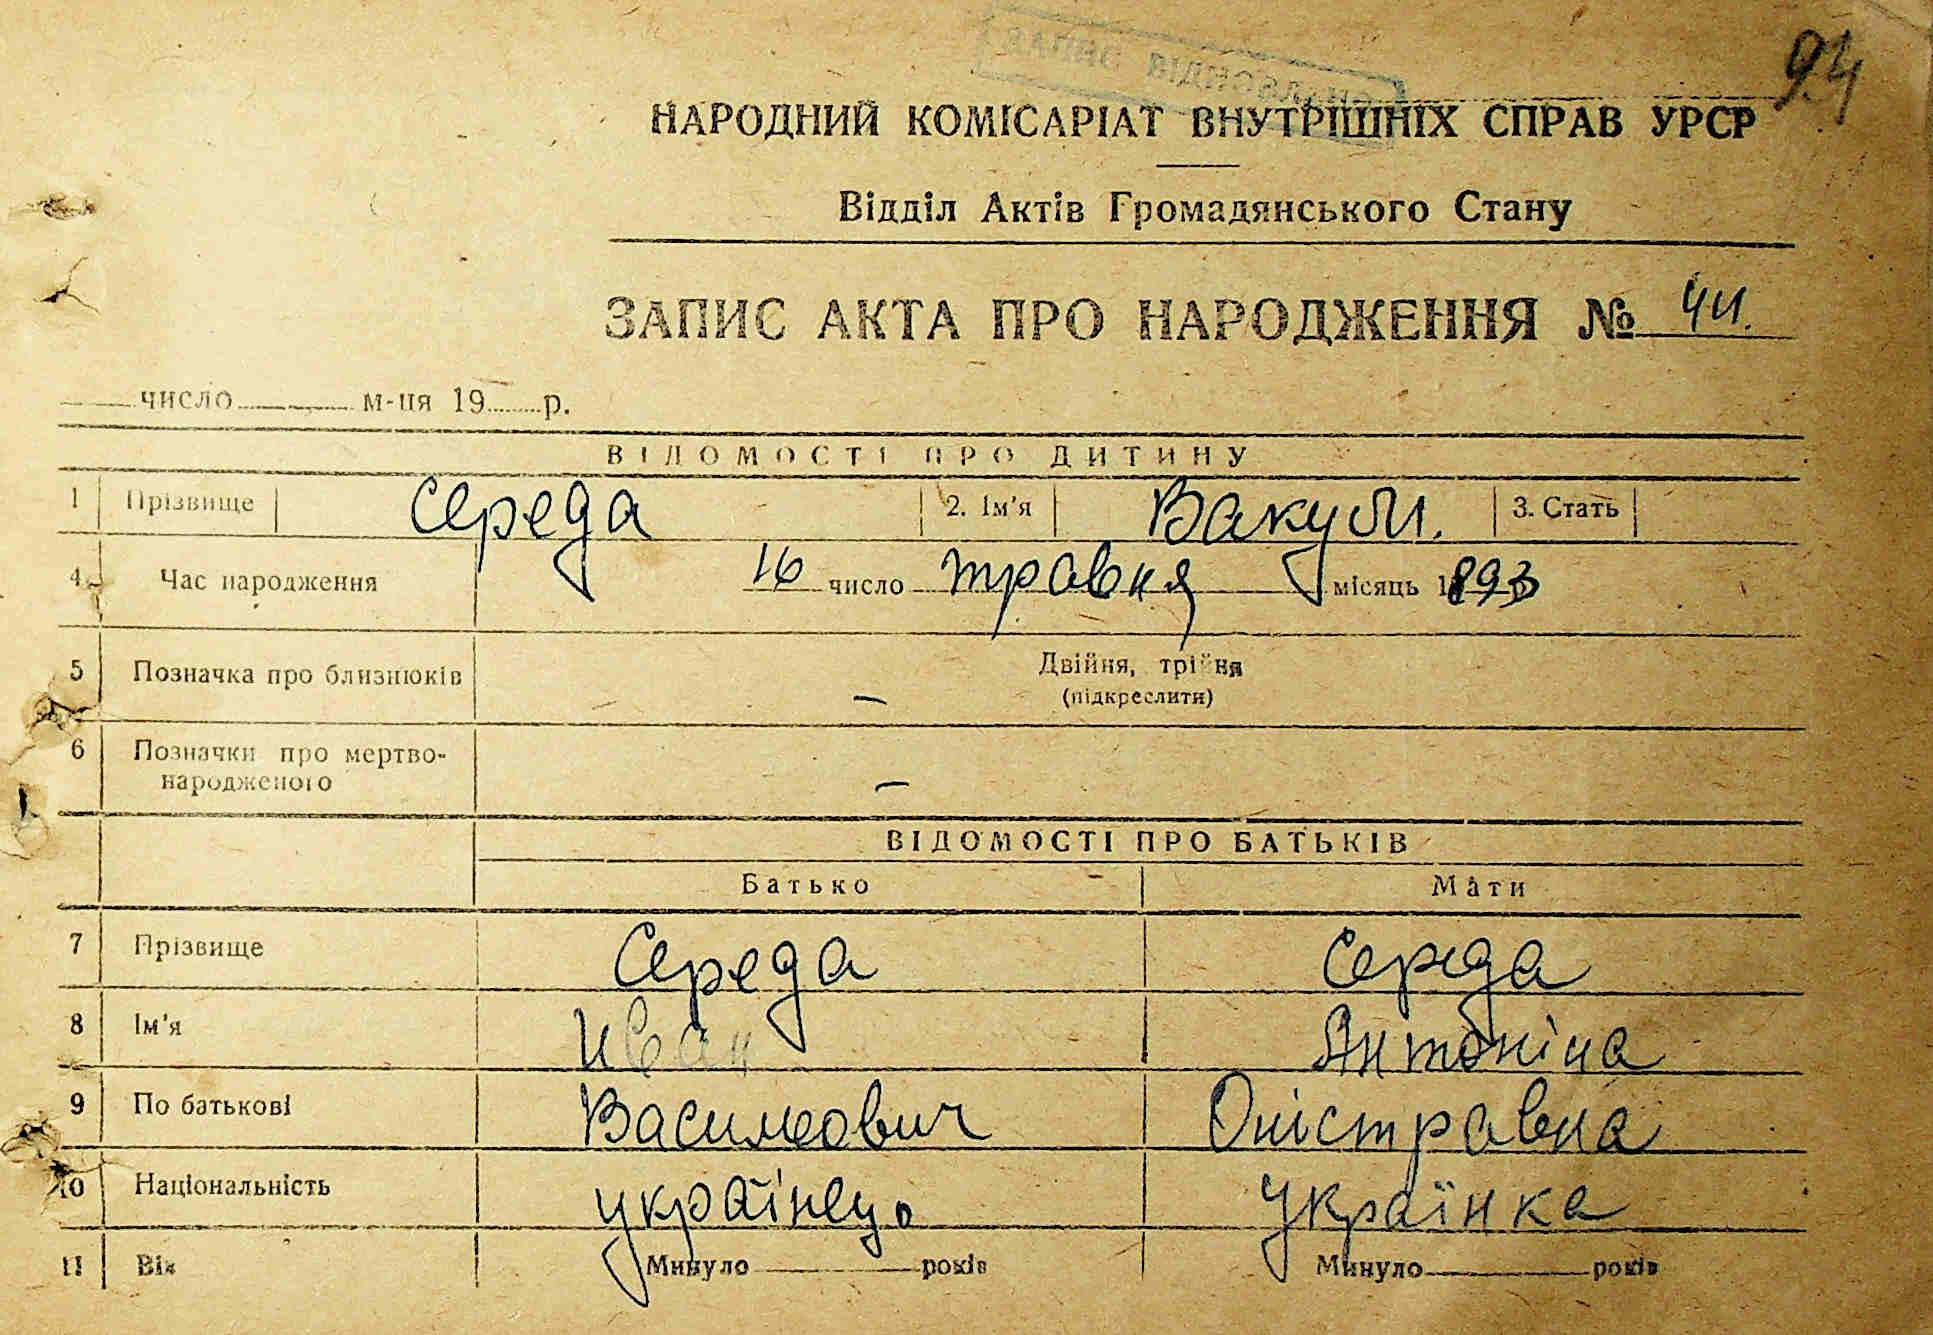 94
ЗАПИС ВІДНОВЛЕНО
НАРОДНИЙ КОМІСАРІАТ ВНУТРІШНІХ СПРАВ УРСР
Відділ Актів Громадянського Стану
ЗАПИС АКТА ПРО НАРОДЖЕННЯ №
число м-ця 19 р.
ВІДОМОСТІ ПРО ДИТИНУ
1 Прізвище Середа 2. Ім'я Вакул. 3. Стать
4 Час народження 16 число травня місяць 1893
5 Позначка про близнюків — Двійня, трійня
(підкреслити)
6 Позначки про мертво-
народженого —
ВІДОМОСТІ ПРО БАТЬКІВ
Батько Мати
7 Прізвище Середа Середа
8 Ім'я Иван Антоніна
9 По батькові Василеович Оністравна
10 Національність українець українка
11 Вік Минуло років Минуло років